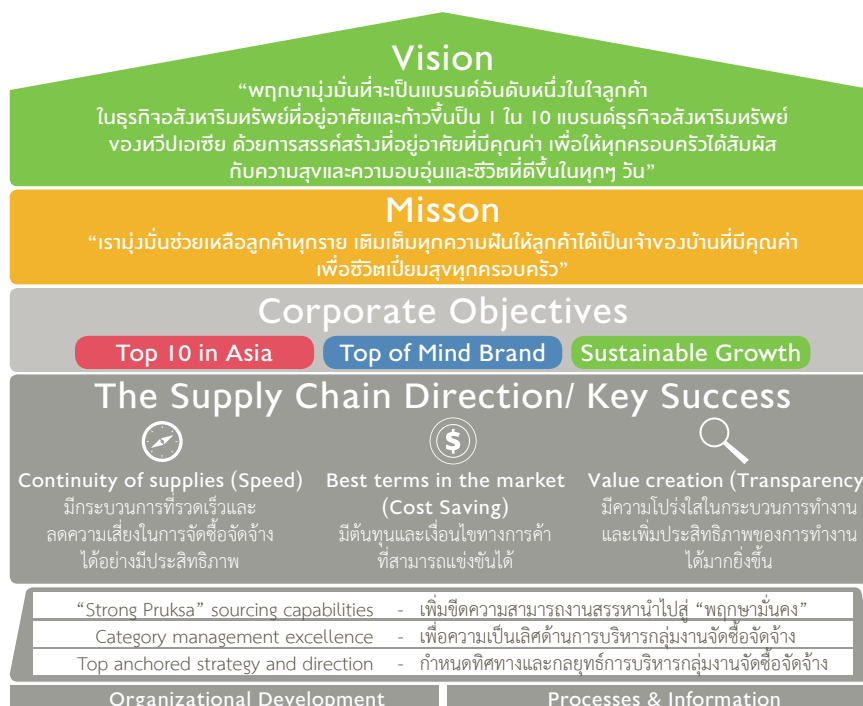 Vision
“พฤกษามุ่งมั่นที่จะเป็นแบรนด์อันดับหนึ่งในใจลูกค้า
ในธุรกิจอสังหาริมทรัพย์ที่อยู่อาศัยและก้าวขึ้นเป็น 1 ใน 10 แบรนด์ธุรกิจอสังหาริมทรัพย์
ของทวีปเอเซีย ด้วยการสรรค์สร้างที่อยู่อาศัยที่มีคุณค่า เพื่อให้ทุกครอบครัวได้สัมผัส
กับความสุขและความอบอุ่นและชีวิตที่ดีขึ้นในทุกๆ วัน”
Misson
“เรามุ่งมั่นช่วยเหลือลูกค้าทุกราย เติมเต็มทุกความฝันให้ลูกค้าได้เป็นเจ้าของบ้านที่มีคุณค่า
เพื่อชีวิตเปี่ยมสุขทุกครอบครัว”
Corporate Objectives
Top 10 in Asia Top of Mind Brand Sustainable Growth
The Supply Chain Direction/ Key Success
$
Continuity of supplies (Speed)
มีกระบวนการที่รวดเร็วและ
ลดความเสี่ยงในการจัดซื้อจัดจ้าง
ได้อย่างมีประสิทธิภาพ
Best terms in the market
(Cost Saving)
มีต้นทุนและเงื่อนไขทางการค้า
ที่สามารถแข่งขันได้
Value creation (Transparency
มีความโปร่งใสในกระบวนการทำงาน
และเพิ่มประสิทธิภาพของการทำงาน
ได้มากยิ่งขึ้น
“Strong Pruksa” sourcing capabilities - เพิ่มขีดความสามารถงานสรรหานำไปสู่ “พฤกษามั่นคง”
Category management excellence - เพื่อความเป็นเลิศด้านการบริหารกลุ่มงานจัดซื้อจัดจ้าง
Top anchored strategy and direction - กำหนดทิศทางและกลยุทธ์การบริหารกลุ่มงานจัดซื้อจัดจ้าง
Organizational Development Processes & Information